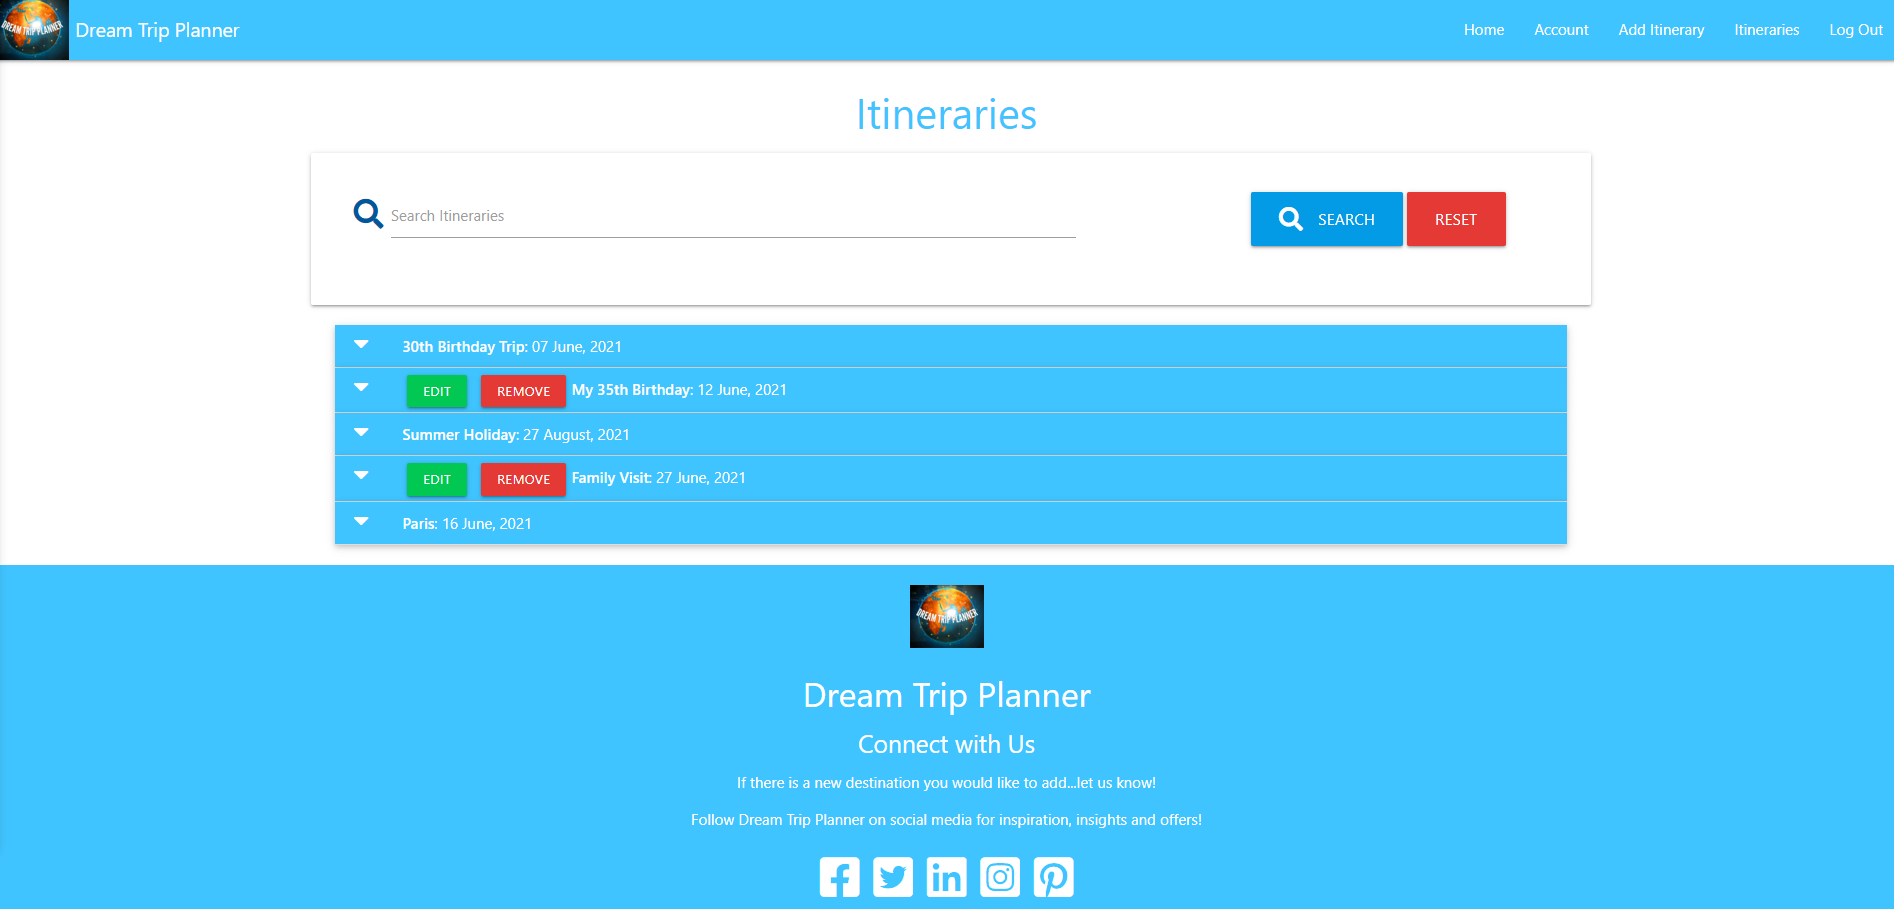 DREAM TRIP PLANNER
Dream Trip Planner
Home
Account
Add Itinerary
Itineraries
Log Out
Itineraries
Search Itineraries
SEARCH
RESET
30th Birthday Trip: 07 June, 2021
EDIT REMOVE My 35th Birthday: 12 June, 2021
Summer Holiday: 27 August, 2021
EDIT REMOVE Family Visit: 27 June, 2021
Paris: 16 June, 2021
DREAM TRIP PLANNER
Dream Trip Planner
Connect with Us
If there is a new destination you would like to add...let us know!
Follow Dream Trip Planner on social media for inspiration, insights and offers!